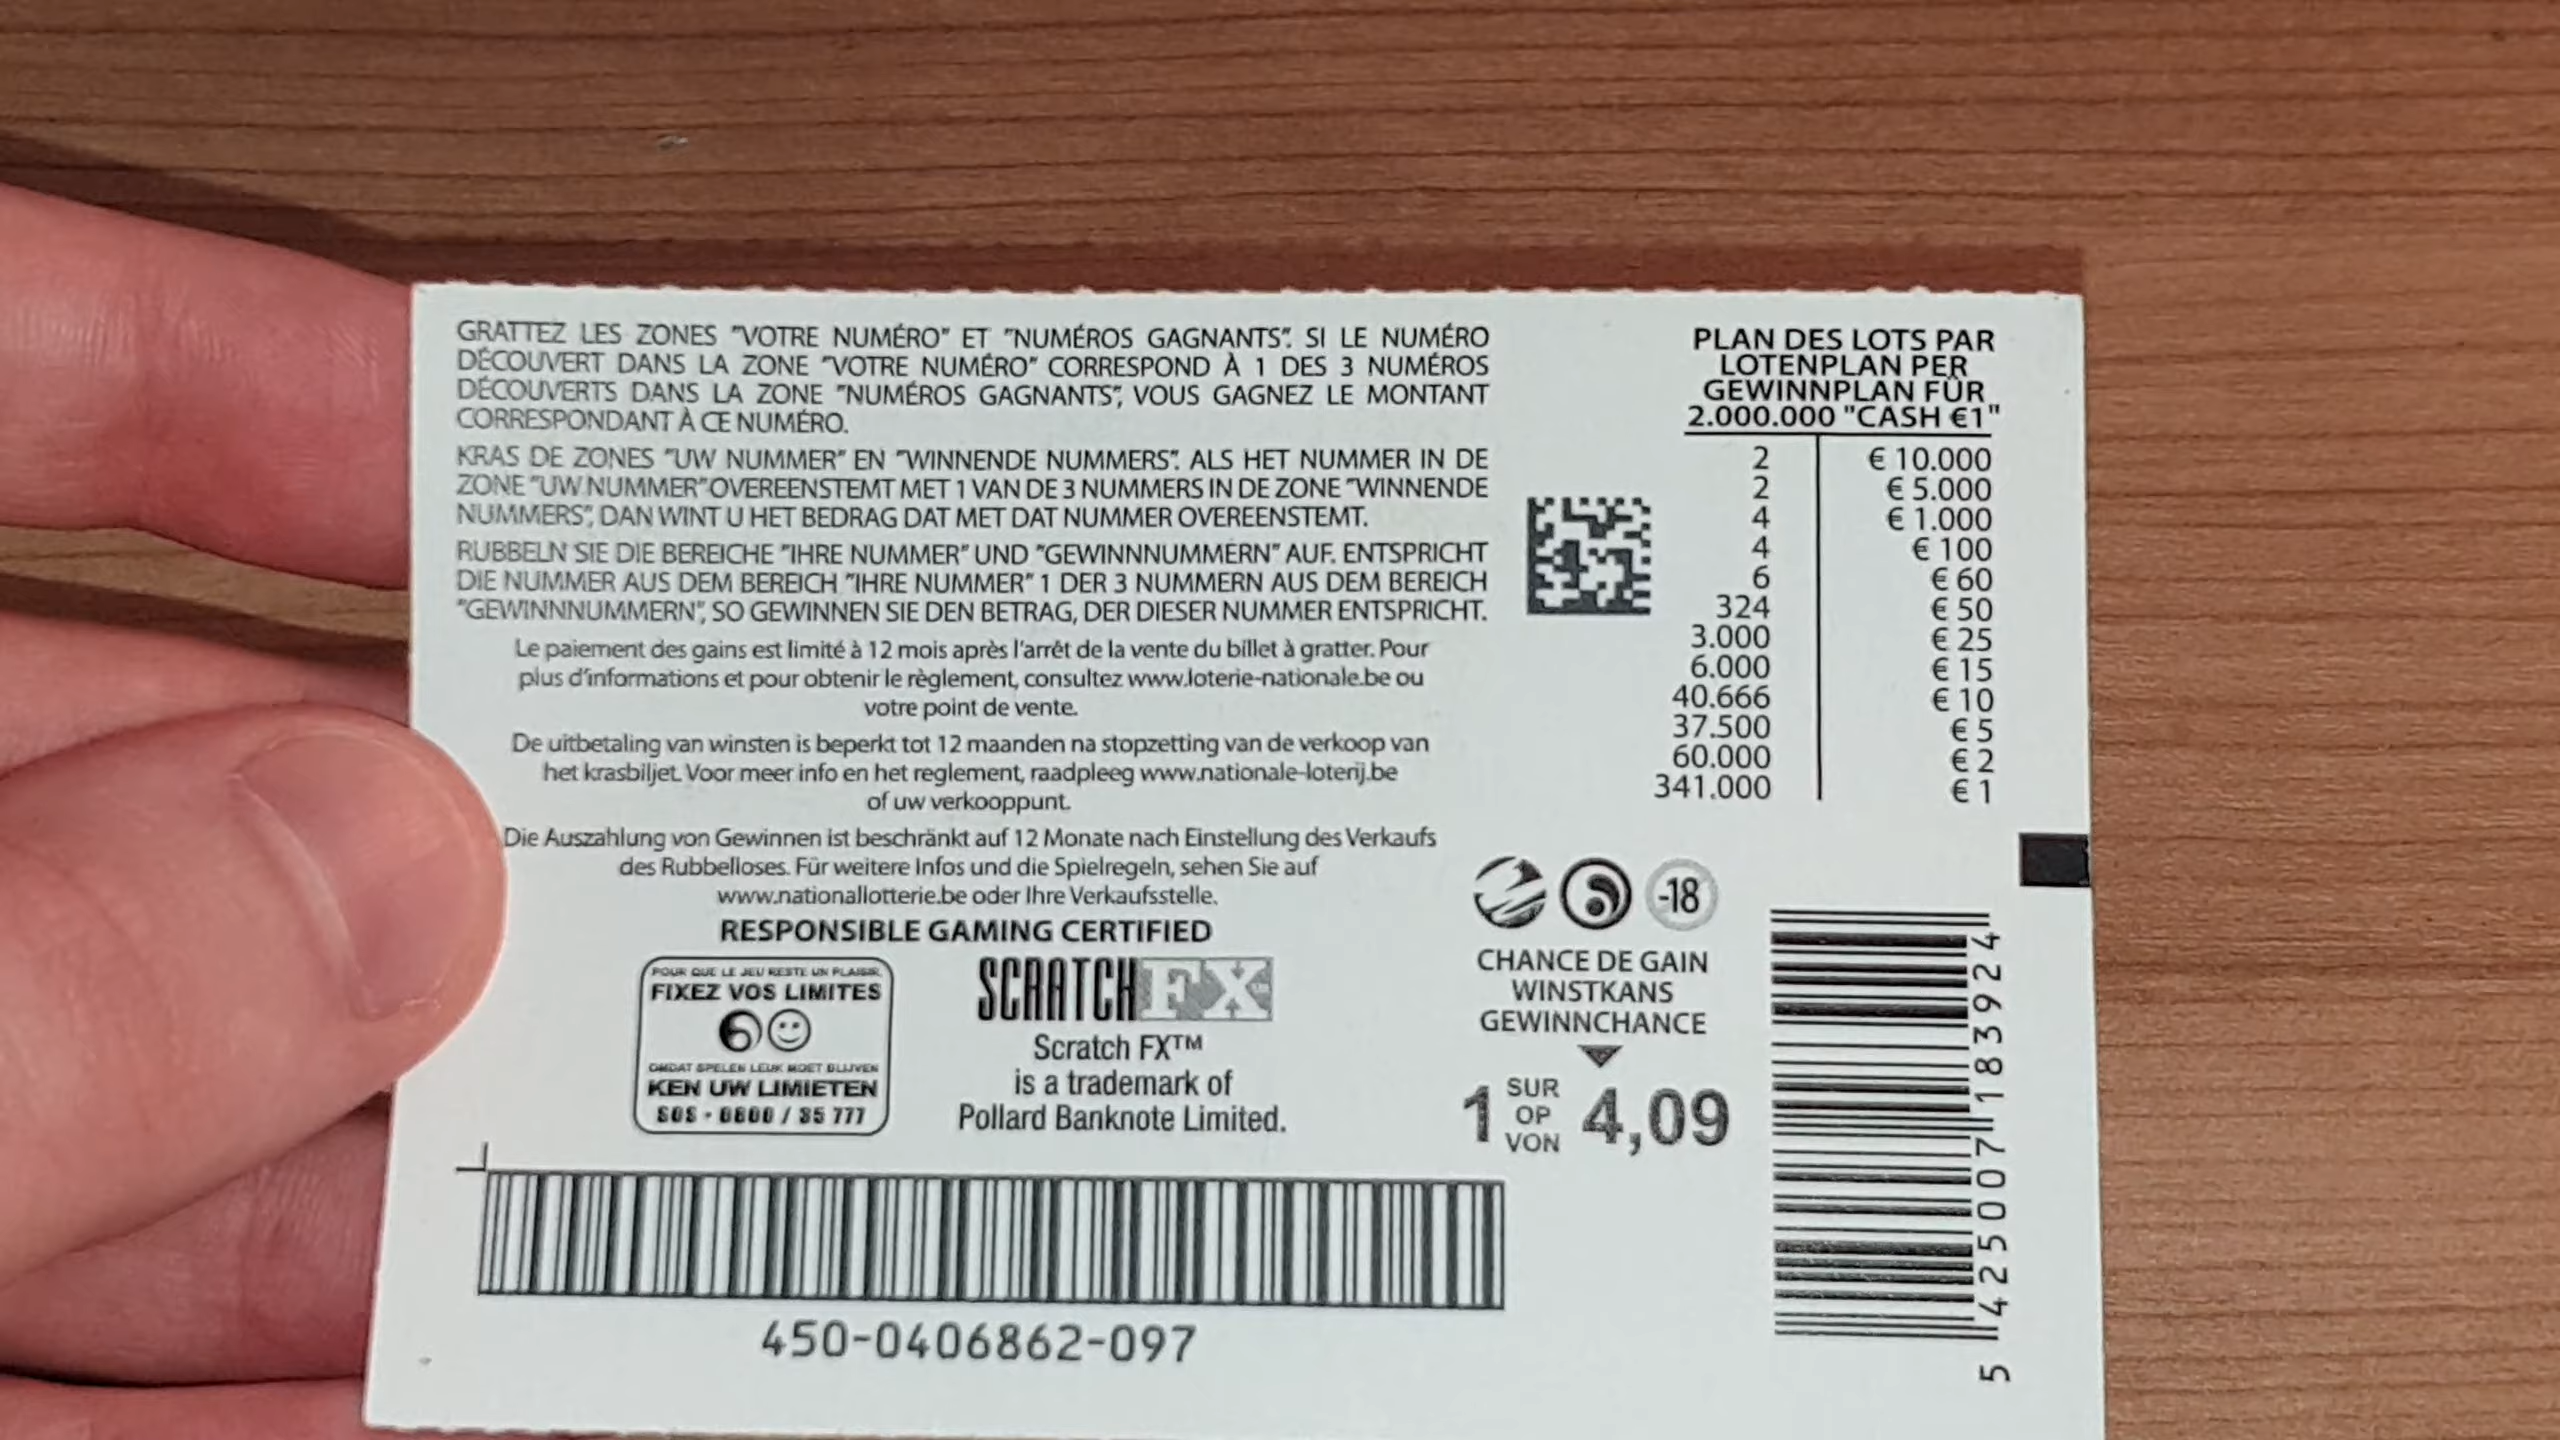 GRATTEZ LES ZONES "VOTRE NUMÉRO" ET "NUMÉROS GAGNANTS". SI LE NUMÉRO
DÉCOUVERT DANS LA ZONE "VOTRE NUMÉRO" CORRESPOND À 1 DES 3 NUMÉROS
DÉCOUVERTS DANS LA ZONE "NUMÉROS GAGNANTS", VOUS GAGNEZ LE MONTANT
CORRESPONDANT À CE NUMÉRO.
KRAS DE ZONES "UW NUMMER" EN "WINNENDE NUMMERS". ALS HET NUMMER IN DE
ZONE "UW NUMMER" OVEREENSTEMT MET 1 VAN DE 3 NUMMERS IN DE ZONE "WINNENDE
NUMMERS", DAN WINT U HET BEDRAG DAT MET DAT NUMMER OVEREENSTEMT.
RUBBELN SIE DIE BEREICHE "IHRE NUMMER" UND "GEWINNNUMMERN" AUF. ENTSPRICHT
DIE NUMMER AUS DEM BEREICH "IHRE NUMMER" 1 DER 3 NUMMERN AUS DEM BEREICH
"GEWINNNUMMERN", SO GEWINNEN SIE DEN BETRAG, DER DIESER NUMMER ENTSPRICHT.
Le paiement des gains est limité à 12 mois après l'arrêt de la vente du billet à gratter. Pour
plus d'informations et pour obtenir le règlement, consultez www.loterie-nationale.be ou
votre point de vente.
De uitbetaling van winsten is beperkt tot 12 maanden na stopzetting van de verkoop van
het krasbiljet. Voor meer info en het reglement, raadpleeg www.nationale-loterij.be
of uw verkooppunt.
Die Auszahlung von Gewinnen ist beschränkt auf 12 Monate nach Einstellung des Verkaufs
des Rubbelloses. Für weitere Infos und die Spielregeln, sehen Sie auf
www.nationallotterie.be oder Ihre Verkaufsstelle.
RESPONSIBLE GAMING CERTIFIED
POUR QUE LE JEU RESTE UN PLAISIR,
FIXEZ VOS LIMITES
OMDAT SPELEN LEUK MOET BLIJVEN
KEN UW LIMIETEN
SOS - 0800 / 35 777
SCRATCH FX
Scratch FX™
is a trademark of
Pollard Banknote Limited.
450-0406862-097
PLAN DES LOTS PAR
LOTENPLAN PER
GEWINNPLAN FÜR
2.000.000 "CASH €1"
2 € 10.000
2 € 5.000
4 € 1.000
4 € 100
6 € 60
324 € 50
3.000 € 25
6.000 € 15
40.666 € 10
37.500 € 5
60.000 € 2
341.000 € 1
-18
CHANCE DE GAIN
WINSTKANS
GEWINNCHANCE
1 SUR OP VON 4,09
5 425007 183924